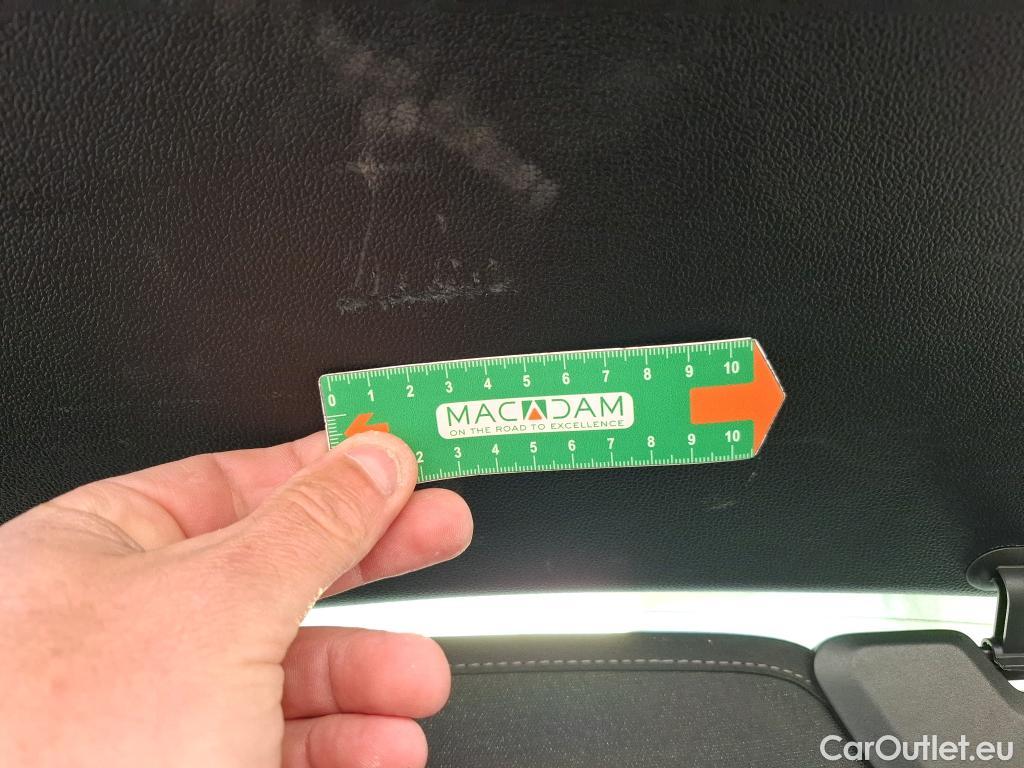 0 1 2 3 4 5 6 7 8 9 10
MACADAM
ON THE ROAD TO EXCELLENCE
2 3 4 5 6 7 8 9 10
CarOutlet.eu